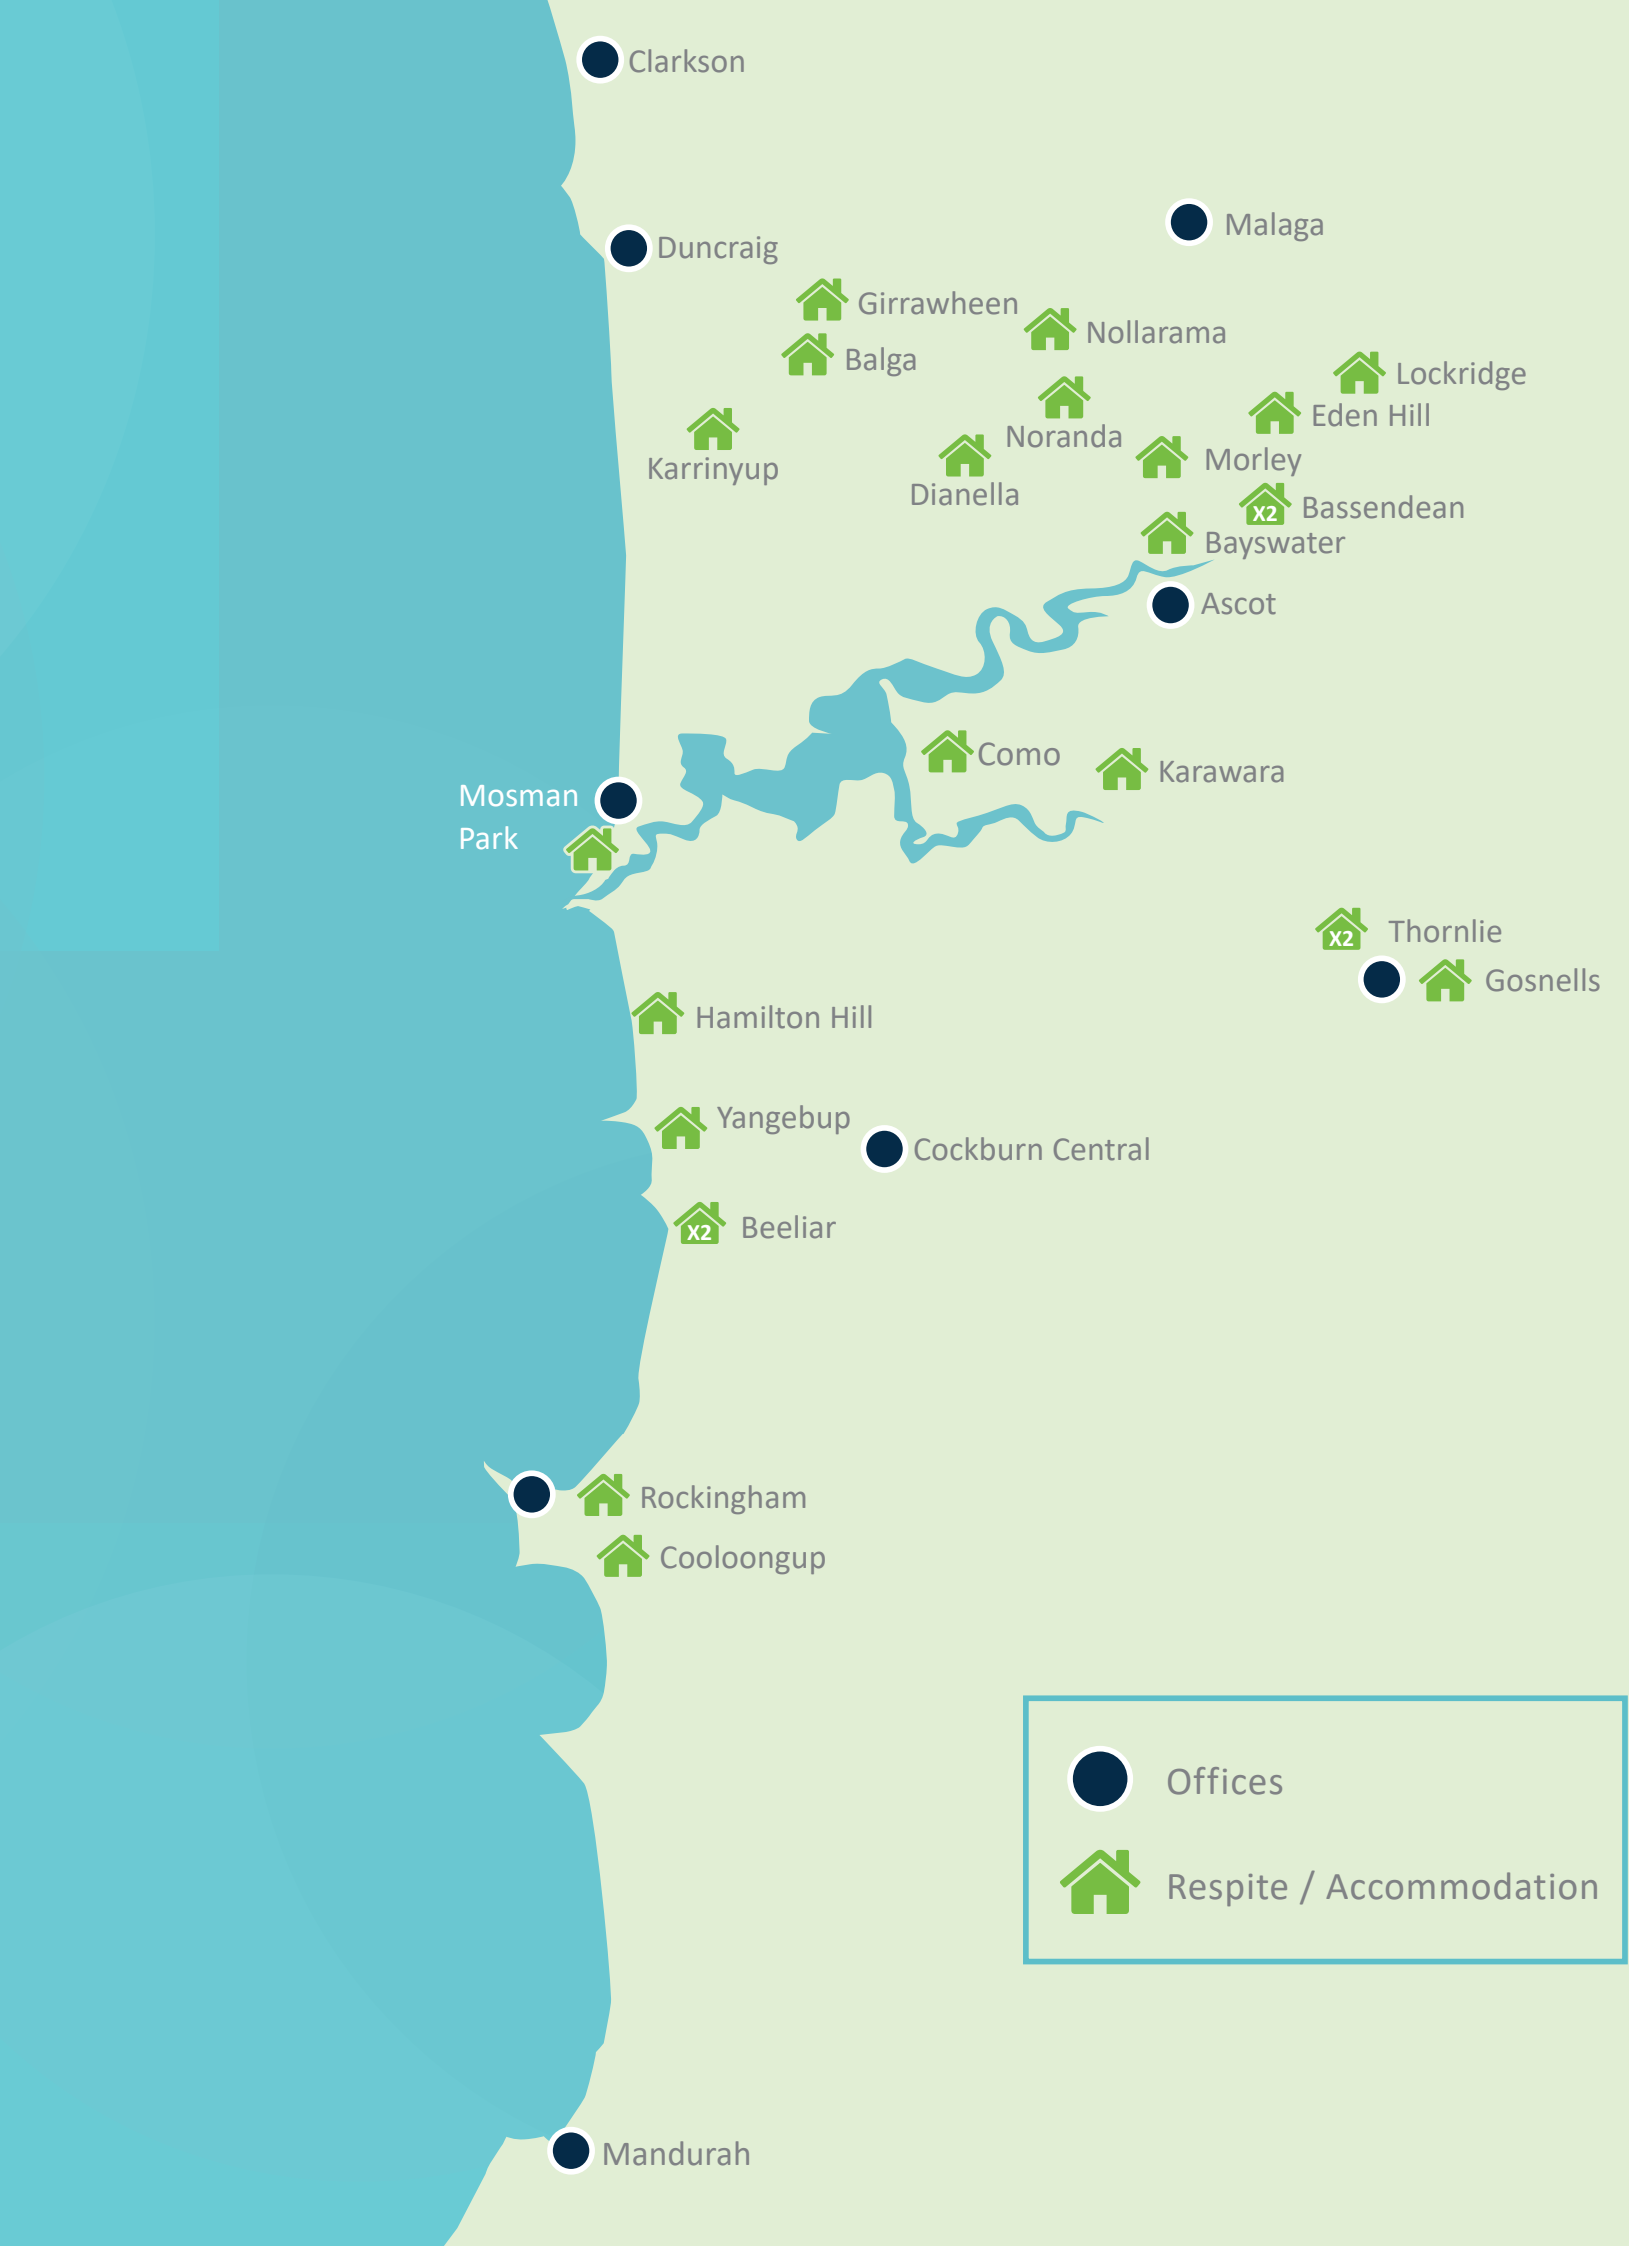 Clarkson
Malaga
Duncraig
Girrawheen
Nollarama
Balga
Lockridge
Eden Hill
Noranda
Morley
Karrinyup
Dianella
X2 Bassendean
Bayswater
Ascot
Como
Karawara
Mosman
Park
X2 Thornlie
Gosnells
Hamilton Hill
Yangebup
Cockburn Central
X2 Beeliar
Rockingham
Cooloongup
Offices
Respite / Accommodation
Mandurah